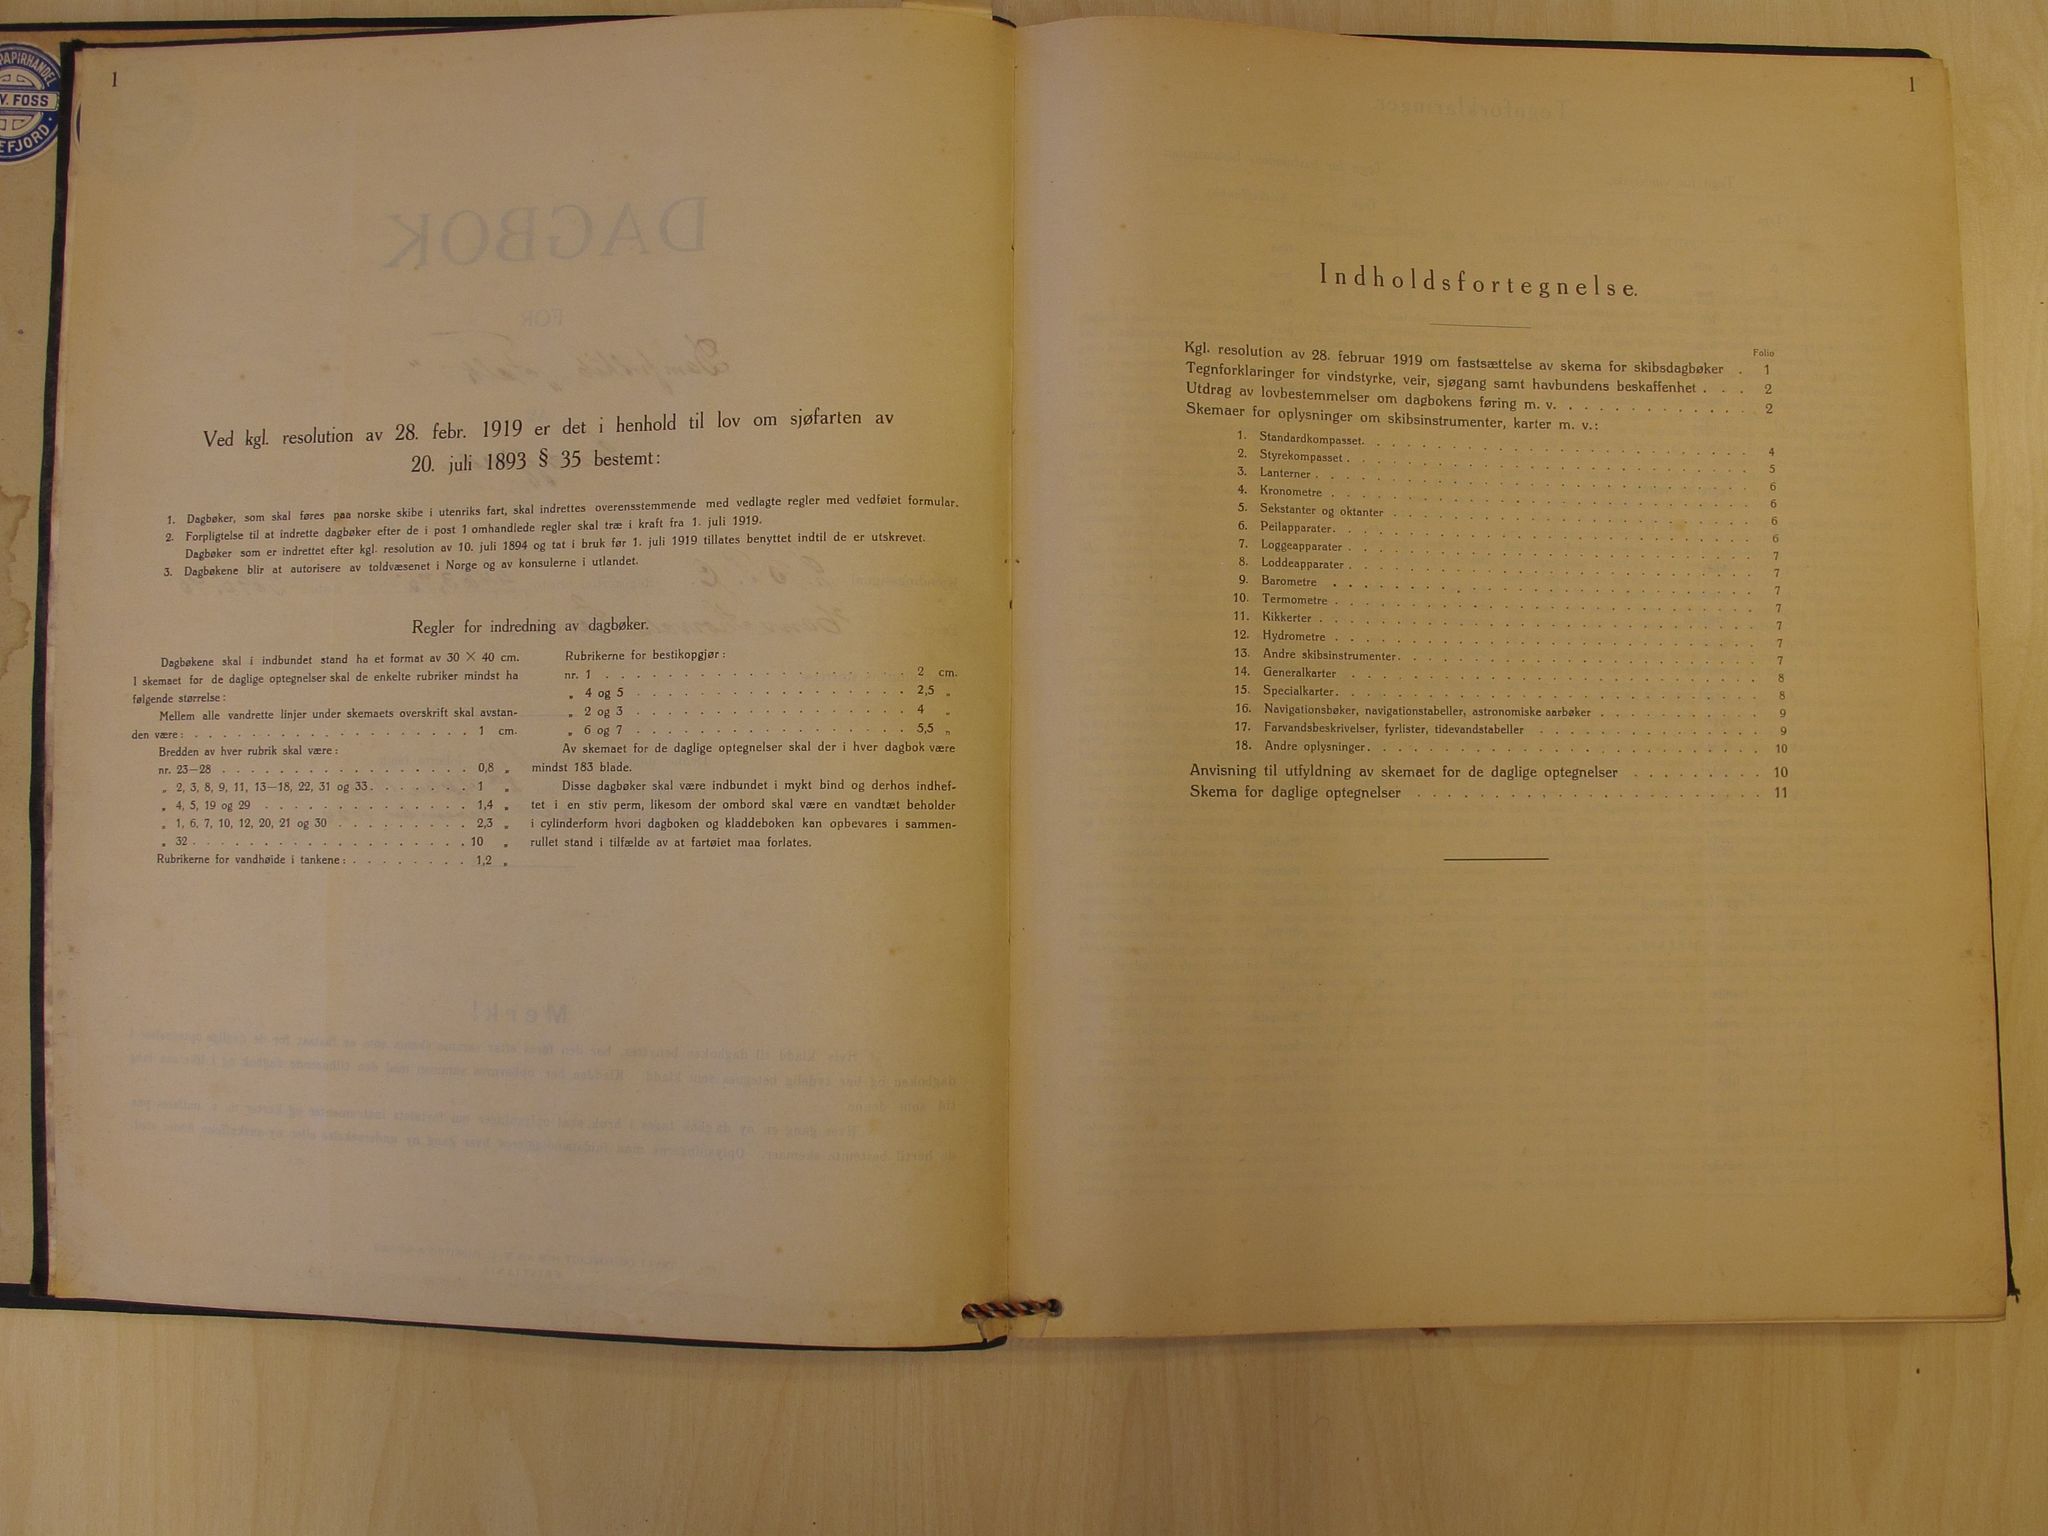 PAPIRHANDEL
V. FOSS
EFJORD
1
Ved kgl. resolution av 28. febr. 1919 er det i henhold til lov om sjøfarten av
20. juli 1893 § 35 bestemt:
1. Dagbøker, som skal føres paa norske skibe i utenriks fart, skal indrettes overensstemmende med vedlagte regler med vedføiet formular.
2. Forpligtelse til at indrette dagbøker efter de i post 1 omhandlede regler skal træ i kraft fra 1. juli 1919.
Dagbøker som er indrettet efter kgl. resolution av 10. juli 1894 og tat i bruk før 1. juli 1919 tillates benyttet indtil de er utskrevet.
3. Dagbøkene blir at autorisere av toldvæsenet i Norge og av konsulerne i utlandet.
Regler for indredning av dagbøker.
Dagbøkene skal i indbundet stand ha et format av 30 × 40 cm.
I skemaet for de daglige optegnelser skal de enkelte rubriker mindst ha
følgende størrelse:
Mellem alle vandrette linjer under skemaets overskrift skal avstan-
den være: . . . . . . . . . . . . . . . . . . 1 cm.
Bredden av hver rubrik skal være:
nr. 23—28 . . . . . . . . . . . . . . . . . 0,8 „
„ 2, 3, 8, 9, 11, 13—18, 22, 31 og 33. . . . . . . 1 „
„ 4, 5, 19 og 29 . . . . . . . . . . . . . . 1,4 „
„ 1, 6, 7, 10, 12, 20, 21 og 30 . . . . . . . . . 2,3 „
„ 32 . . . . . . . . . . . . . . . . . . 10 „
Rubrikerne for vandhøide i tankene: . . . . . . . . 1,2 „
Rubrikerne for bestikopgjør:
nr. 1 . . . . . . . . . . . . . . . . . . 2 cm.
„ 4 og 5 . . . . . . . . . . . . . . . . 2,5 „
„ 2 og 3 . . . . . . . . . . . . . . . . 4 „
„ 6 og 7 . . . . . . . . . . . . . . . . 5,5 „
Av skemaet for de daglige optegnelser skal der i hver dagbok være
mindst 183 blade.
Disse dagbøker skal være indbundet i mykt bind og derhos indhef-
tet i en stiv perm, likesom der ombord skal være en vandtæt beholder
i cylinderform hvori dagboken og kladdeboken kan opbevares i sammen-
rullet stand i tilfælde av at fartøiet maa forlates.
1
Indholdsfortegnelse.
Folio
Kgl. resolution av 28. februar 1919 om fastsættelse av skema for skibsdagbøker . 1
Tegnforklaringer for vindstyrke, veir, sjøgang samt havbundens beskaffenhet . . . 2
Utdrag av lovbestemmelser om dagbokens føring m. v. . . . . . . . . . . . . 2
Skemaer for oplysninger om skibsinstrumenter, karter m. v.:
1. Standardkompasset. . . . . . . . . . . . . . . . . . . . 4
2. Styrekompasset . . . . . . . . . . . . . . . . . . . . . 5
3. Lanterner . . . . . . . . . . . . . . . . . . . . . . . 6
4. Kronometre . . . . . . . . . . . . . . . . . . . . . . 6
5. Sekstanter og oktanter . . . . . . . . . . . . . . . . . . . 6
6. Peilapparater. . . . . . . . . . . . . . . . . . . . . . 6
7. Loggeapparater . . . . . . . . . . . . . . . . . . . . . 7
8. Loddeapparater . . . . . . . . . . . . . . . . . . . . . 7
9. Barometre . . . . . . . . . . . . . . . . . . . . . . 7
10. Termometre . . . . . . . . . . . . . . . . . . . . . . 7
11. Kikkerter . . . . . . . . . . . . . . . . . . . . . . . 7
12. Hydrometre . . . . . . . . . . . . . . . . . . . . . . 7
13. Andre skibsinstrumenter. . . . . . . . . . . . . . . . . . . 7
14. Generalkarter . . . . . . . . . . . . . . . . . . . . . 8
15. Specialkarter. . . . . . . . . . . . . . . . . . . . . . 8
16. Navigationsbøker, navigationstabeller, astronomiske aarbøker . . . . . . . . . 9
17. Farvandsbeskrivelser, fyrlister, tidevandstabeller . . . . . . . . . . . . 9
18. Andre oplysninger. . . . . . . . . . . . . . . . . . . . . 10
Anvisning til utfyldning av skemaet for de daglige optegnelser . . . . . . . . . 10
Skema for daglige optegnelser . . . . . . . . . . . . . . . . . . . . 11